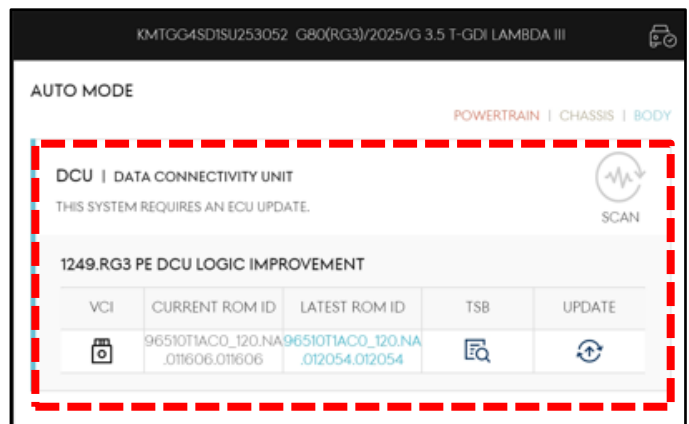 KMTGG4SD1SU253052 G80(RG3)/2025/G 3.5 T-GDI LAMBDA III
AUTO MODE
POWERTRAIN | CHASSIS | BODY
DCU | DATA CONNECTIVITY UNIT
THIS SYSTEM REQUIRES AN ECU UPDATE.
SCAN
1249.RG3 PE DCU LOGIC IMPROVEMENT
VCI CURRENT ROM ID LATEST ROM ID TSB UPDATE
96510T1AC0_120.NA 96510T1AC0_120.NA
.011606.011606 .012054.012054